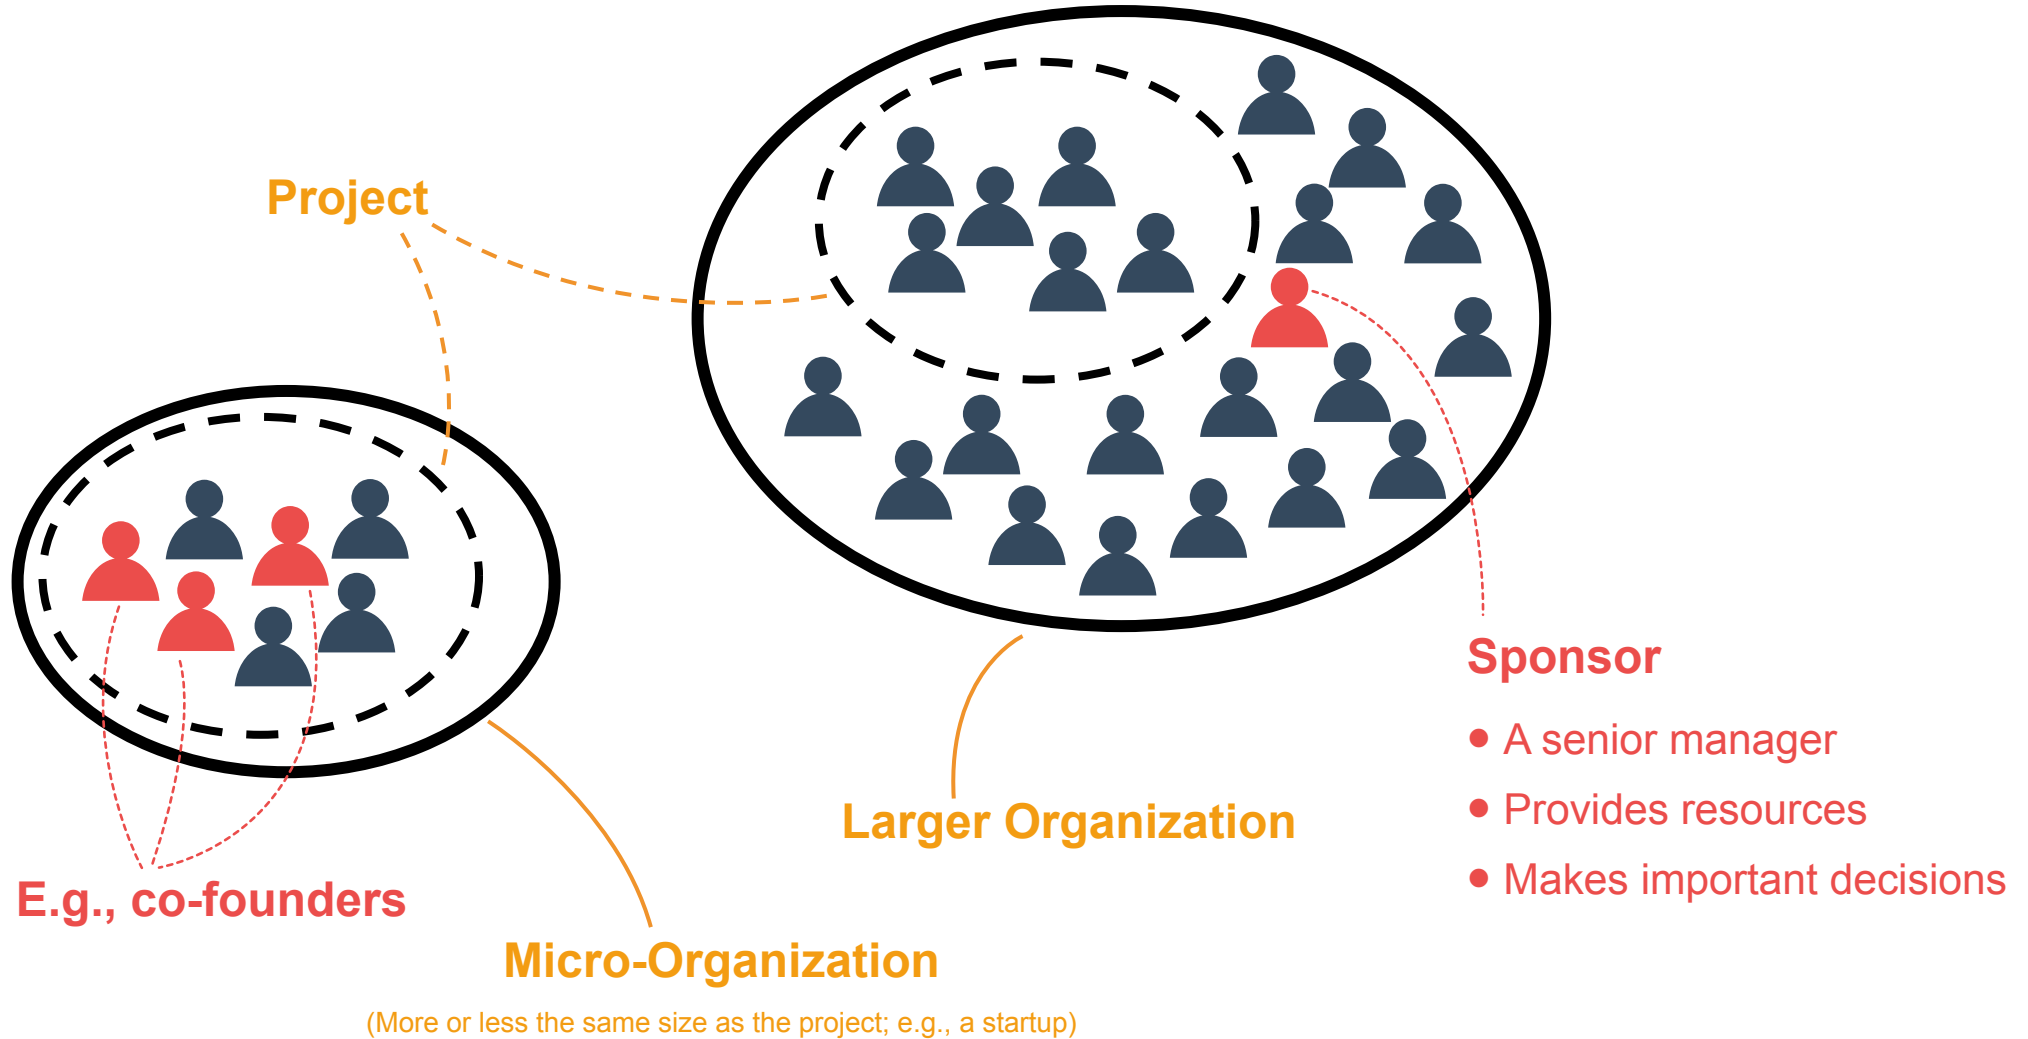 Project
Sponsor
• A senior manager
• Provides resources
• Makes important decisions
Larger Organization
E.g., co-founders
Micro-Organization
(More or less the same size as the project; e.g., a startup)